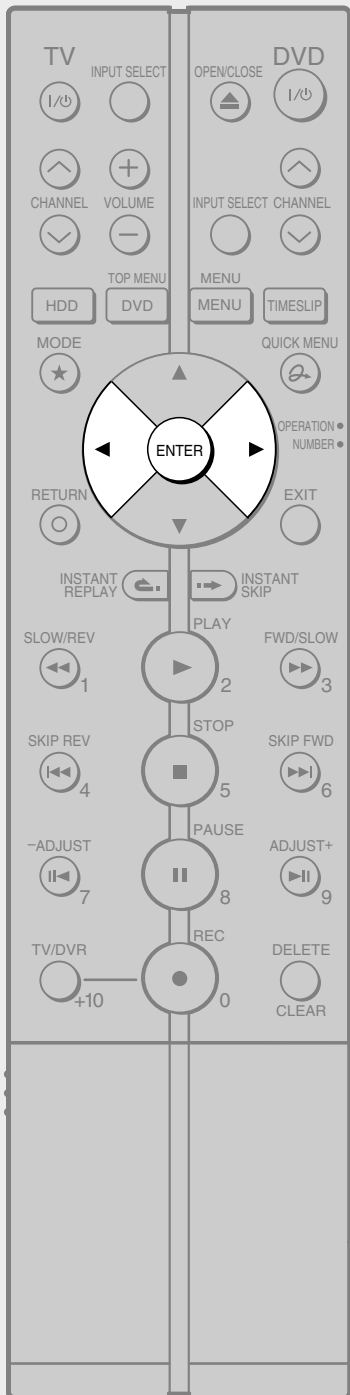 TV
DVD
INPUT SELECT
OPEN/CLOSE
CHANNEL
VOLUME
INPUT SELECT
CHANNEL
TOP MENU
MENU
HDD
DVD
MENU
TIMESLIP
MODE
QUICK MENU
OPERATION
NUMBER
ENTER
RETURN
EXIT
INSTANT
REPLAY
INSTANT
SKIP
SLOW/REV
PLAY
FWD/SLOW
1
2
3
SKIP REV
STOP
SKIP FWD
4
5
6
−ADJUST
PAUSE
ADJUST+
7
8
9
TV/DVR
REC
DELETE
+10
0
CLEAR